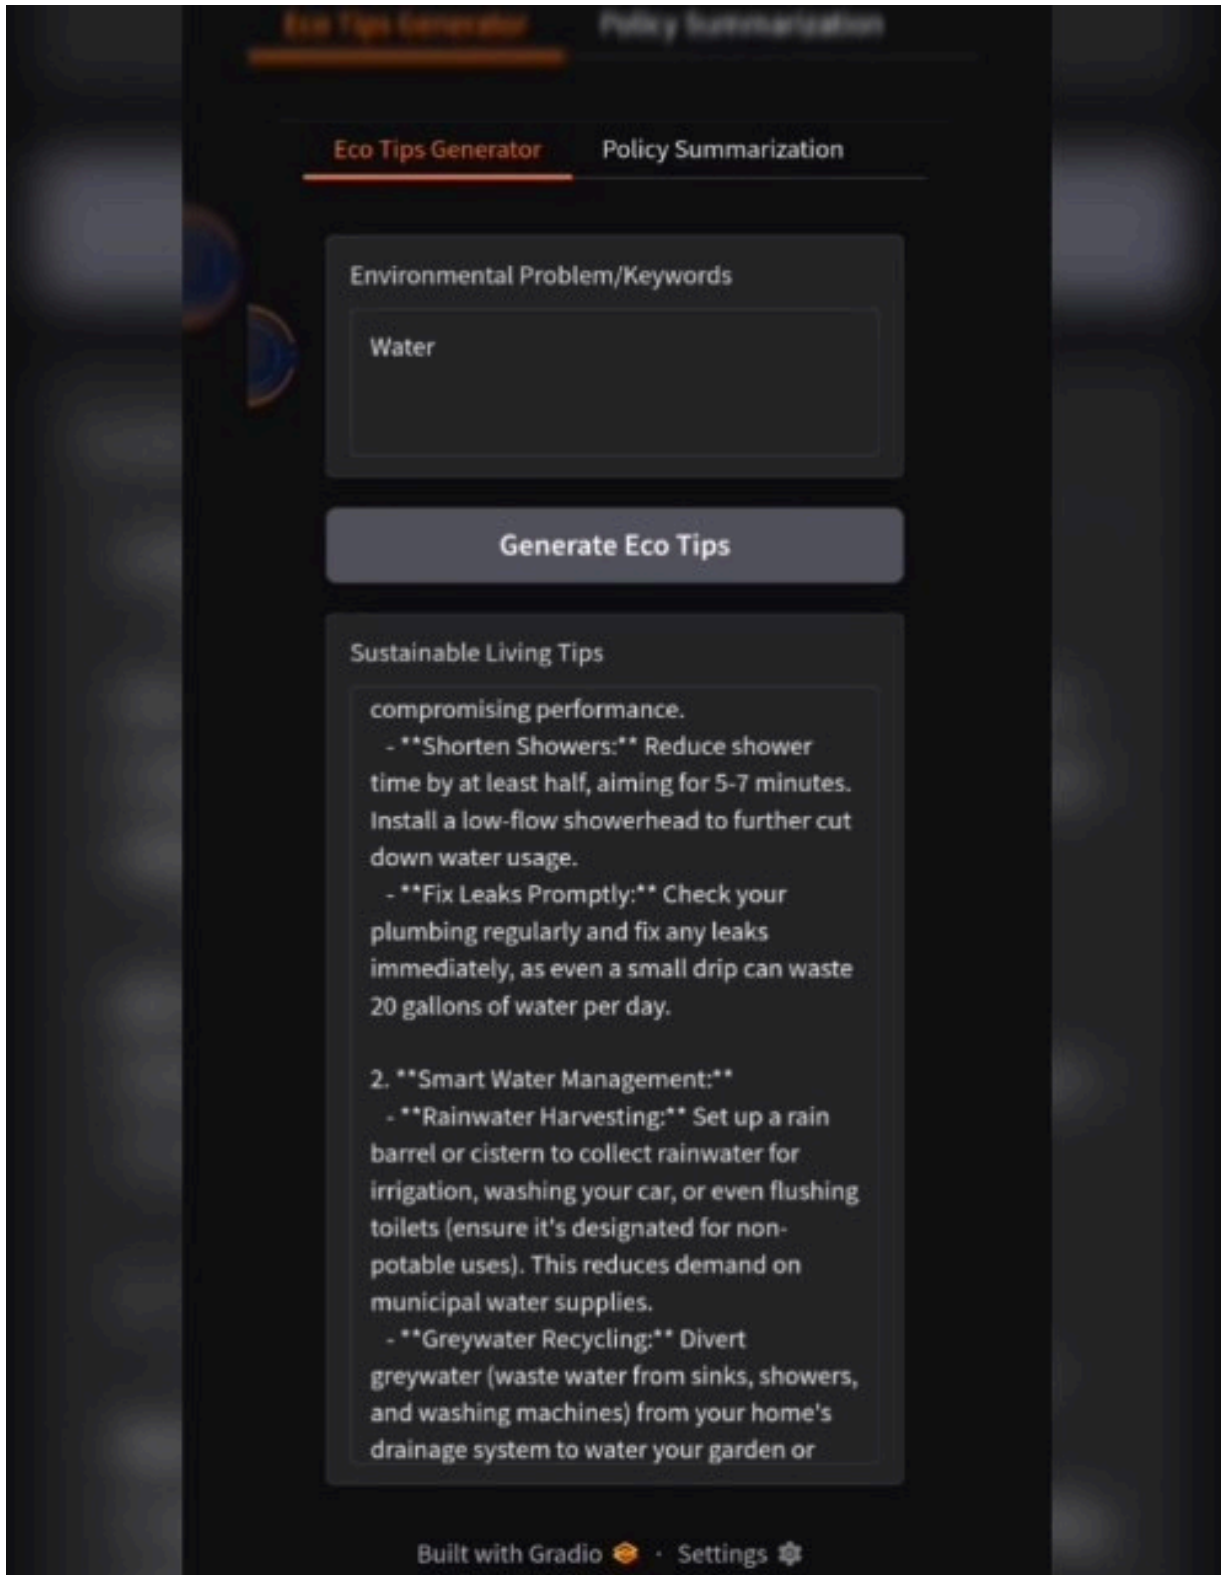 Eco Tips Generator Policy Summarization
Eco Tips Generator Policy Summarization
Environmental Problem/Keywords
Water
Generate Eco Tips
Sustainable Living Tips
compromising performance.
- **Shorten Showers:** Reduce shower
time by at least half, aiming for 5-7 minutes.
Install a low-flow showerhead to further cut
down water usage.
- **Fix Leaks Promptly:** Check your
plumbing regularly and fix any leaks
immediately, as even a small drip can waste
20 gallons of water per day.
2. **Smart Water Management:**
- **Rainwater Harvesting:** Set up a rain
barrel or cistern to collect rainwater for
irrigation, washing your car, or even flushing
toilets (ensure it's designated for non-
potable uses). This reduces demand on
municipal water supplies.
- **Greywater Recycling:** Divert
greywater (waste water from sinks, showers,
and washing machines) from your home's
drainage system to water your garden or
Built with Gradio · Settings